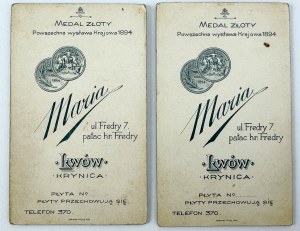 MEDAL ZŁOTY
Powszechna wystawa Krajowa 1894.
Maria
ul. Fredry 7.
pałac hr. Fredry
LWÓW
KRYNICA
PŁYTA No
PŁYTY PRZECHOWUJĄ SIĘ.
TELEFON 370.
MEDAL ZŁOTY
Powszechna wystawa Krajowa 1894.
Maria
ul. Fredry 7.
pałac hr. Fredry
LWÓW
KRYNICA
PŁYTA No
PŁYTY PRZECHOWUJĄ SIĘ.
TELEFON 370.